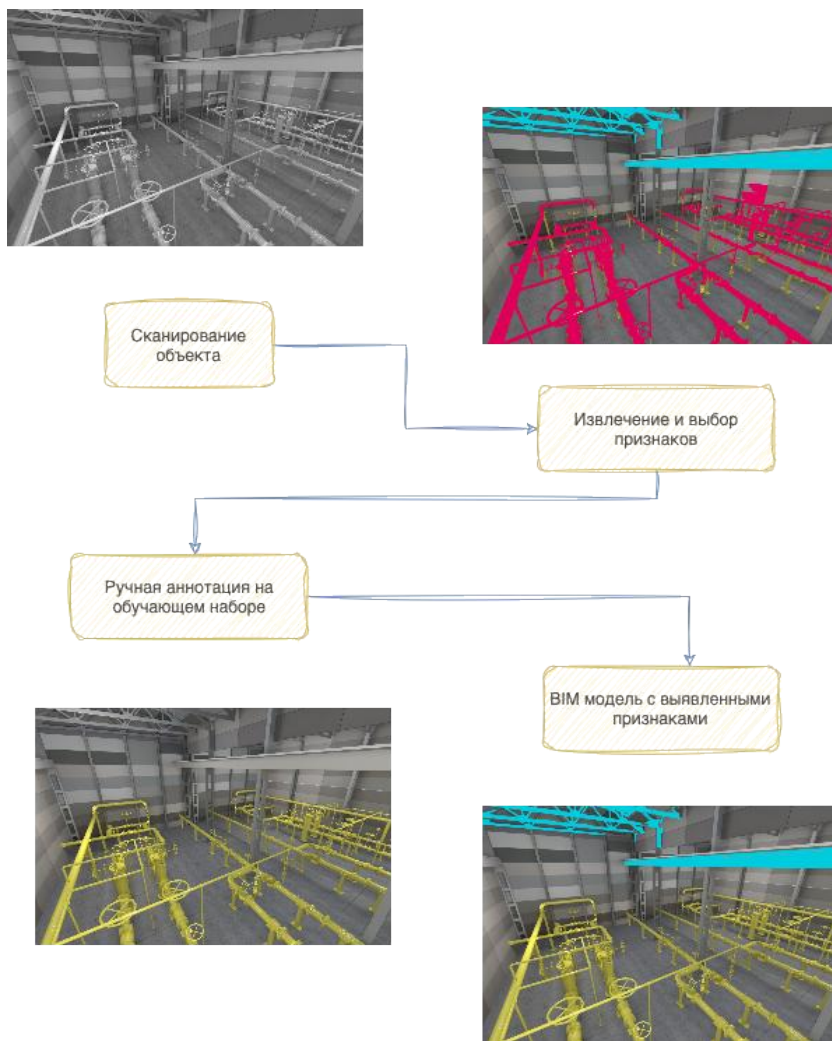 Сканирование
объекта
Извлечение и выбор
признаков
Ручная аннотация на
обучающем наборе
BIM модель с выявленными
признаками